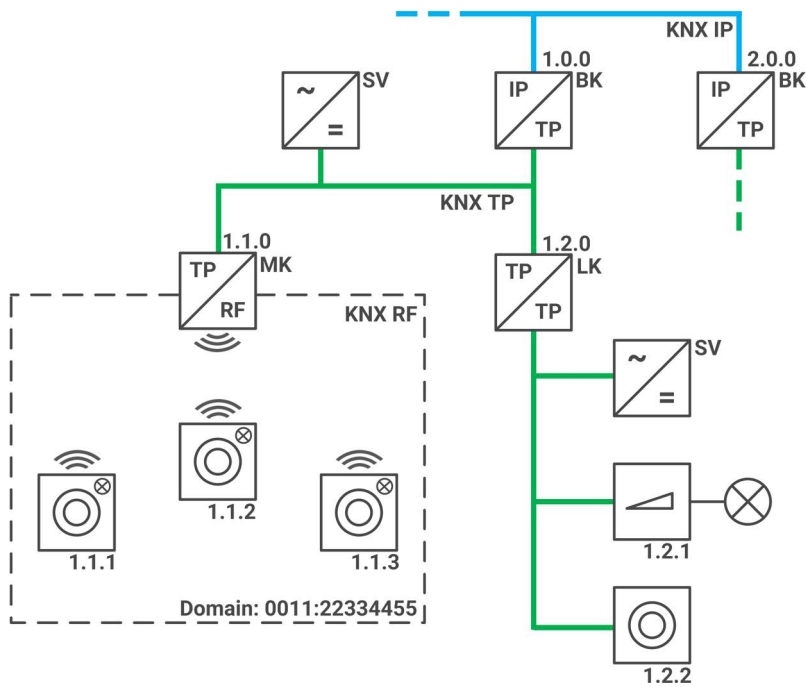 KNX IP
1.0.0
2.0.0
SV
IP
BK
IP
BK
~
TP
TP
=
KNX TP
1.1.0
1.2.0
TP
MK
TP
LK
RF
TP
KNX RF
SV
~
=
1.1.2
1.1.1
1.1.3
1.2.1
Domain: 0011:22334455
1.2.2